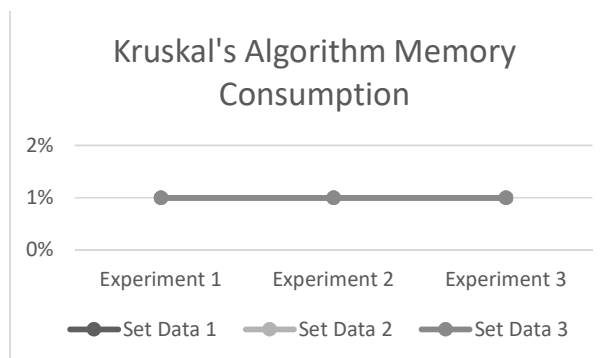 Kruskal's Algorithm Memory
Consumption
2%
1%
0%
Experiment 1 Experiment 2 Experiment 3
Set Data 1 Set Data 2 Set Data 3